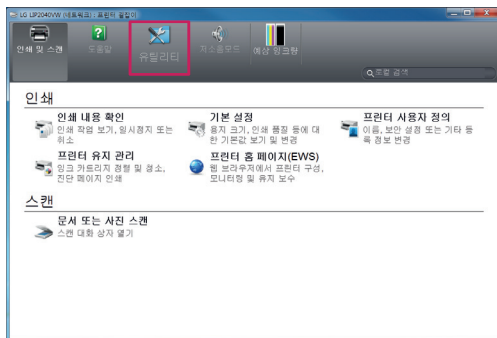 LG LIP2040VW (네트워크) : 프린터 길잡이
인쇄 및 스캔
도움말
유틸리티
저소음모드
예상 잉크량
도움말 검색
인쇄
인쇄 내용 확인
인쇄 작업 보기, 일시정지 또는
취소
기본 설정
용지 크기, 인쇄 품질 등에 대
한 기본값 보기 및 변경
프린터 사용자 정의
이름, 보안 설정 또는 기타 등
록 정보 변경
프린터 유지 관리
잉크 카트리지 정렬 및 청소,
진단 페이지 인쇄
프린터 홈 페이지(EWS)
웹 브라우저에서 프린터 구성,
모니터링 및 유지 보수
스캔
문서 또는 사진 스캔
스캔 대화 상자 열기